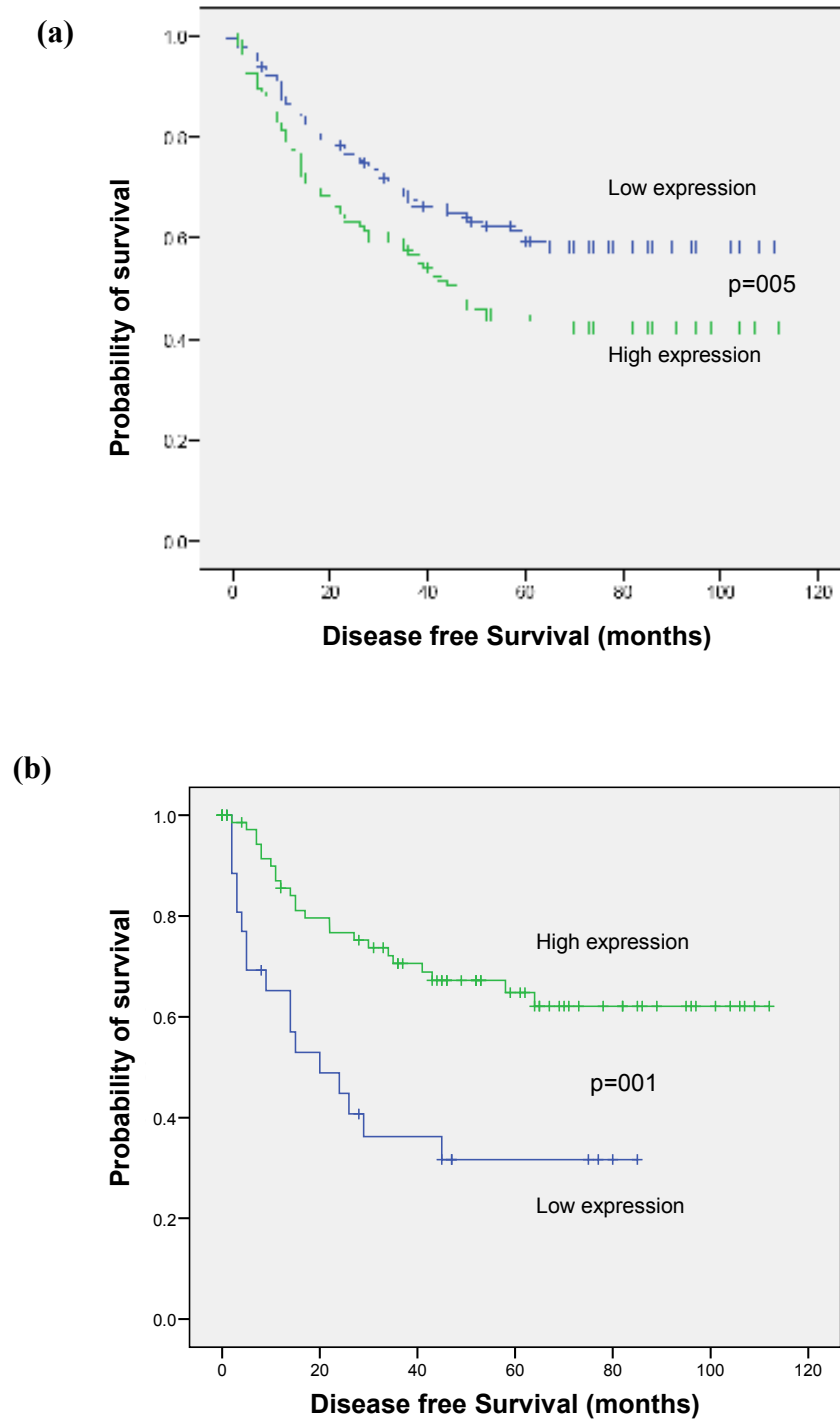 (a)
1.0
0.8
Low expression
0.6
p=005
0.4
High expression
0.2
0.0
Probability of survival
0 20 40 60 80 100 120
Disease free Survival (months)
(b)
1.0
0.8
High expression
0.6
p=001
0.4
Low expression
0.2
0.0
Probability of survival
0 20 40 60 80 100 120
Disease free Survival (months)